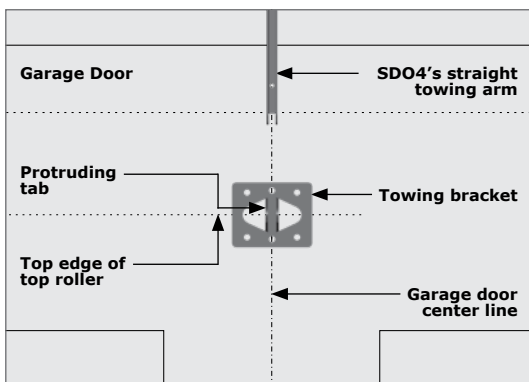 Garage Door
SDO4's straight
towing arm
Protruding
tab
Towing bracket
Top edge of
top roller
Garage door
center line